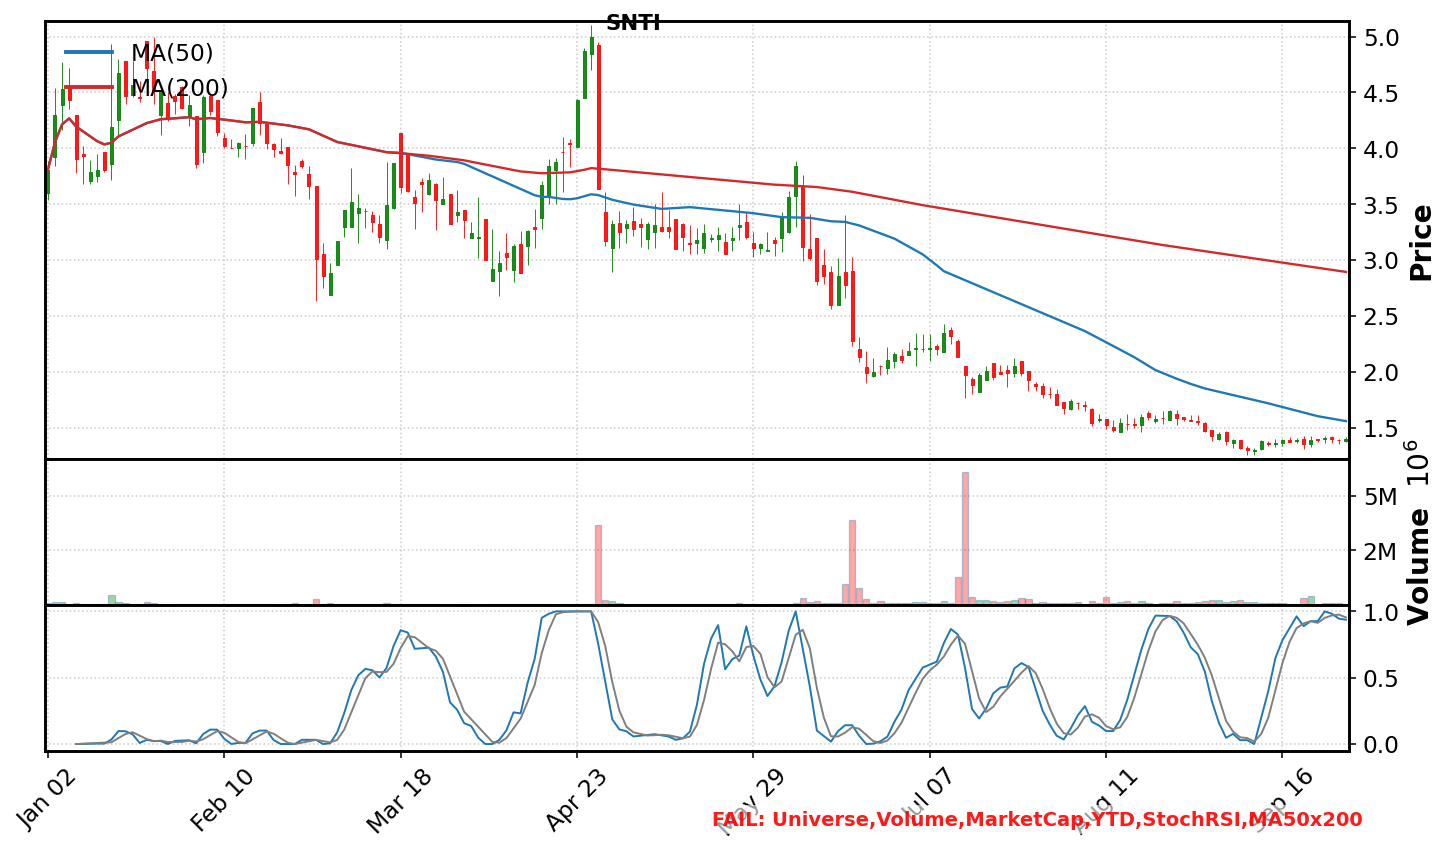 SNTI
MA(50)
MA(200)
5.0
4.5
4.0
3.5
3.0
2.5
2.0
1.5
Price
5M
2M
Volume 10⁶
1.0
0.5
0.0
Jan 02
Feb 10
Mar 18
Apr 23
May 29
Jul 07
Aug 11
Sep 16
FAIL: Universe,Volume,MarketCap,YTD,StochRSI,MA50x200